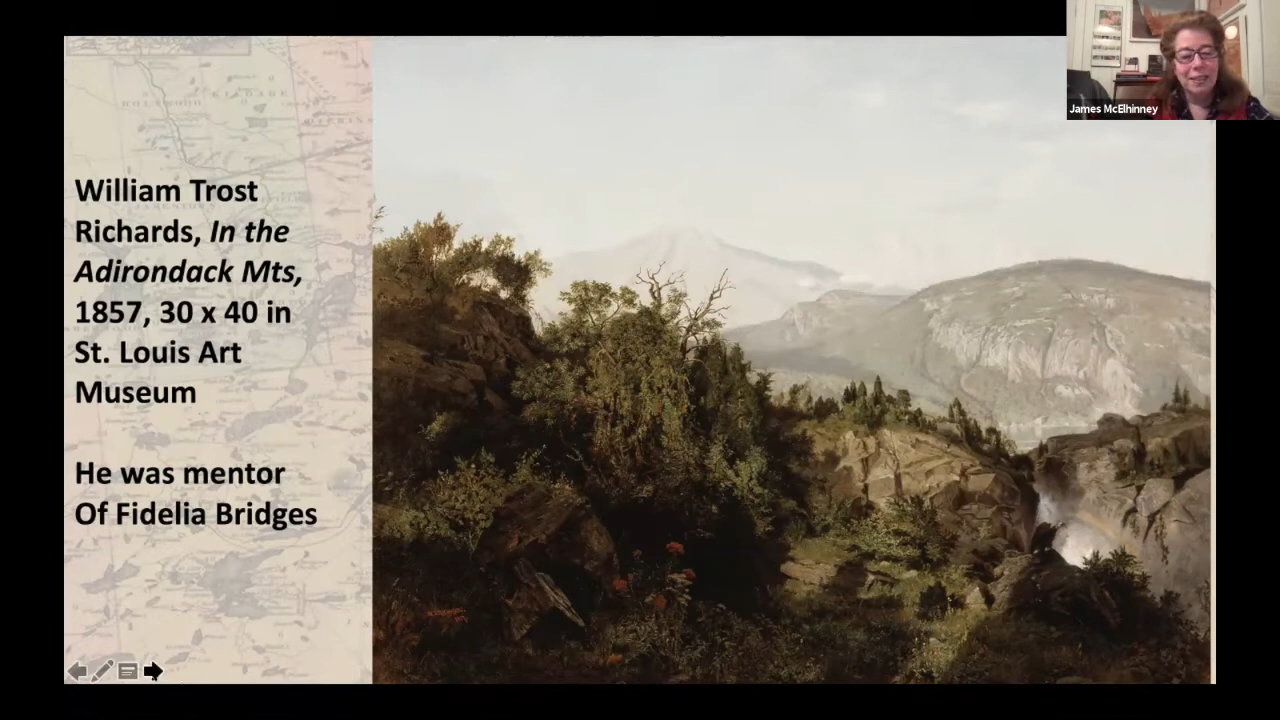 William Trost
Richards, In the
Adirondack Mts,
1857, 30 x 40 in
St. Louis Art
Museum
He was mentor
Of Fidelia Bridges
James McElhinney